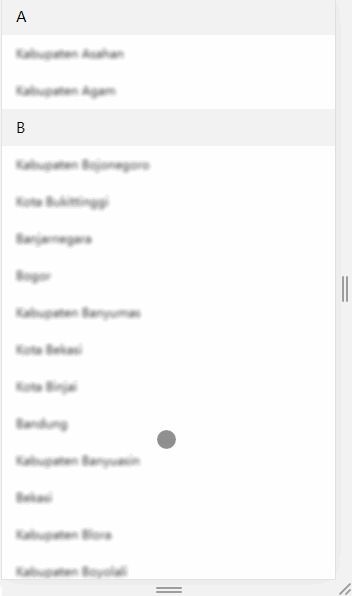 A
Kabupaten Asahan
Kabupaten Agam
B
Kabupaten Bojonegoro
Kota Bukittinggi
Banjarnegara
Bogor
Kabupaten Banyumas
Kota Bekasi
Kota Binjai
Bandung
Kabupaten Banyuasin
Bekasi
Kabupaten Blora
Kabupaten Boyolali